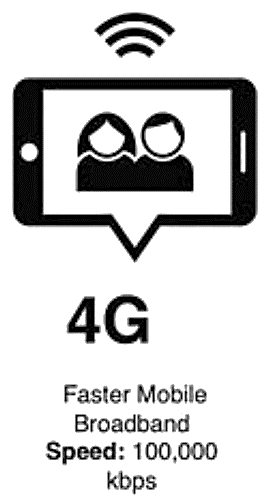 4G
Faster Mobile
Broadband
Speed: 100,000
kbps